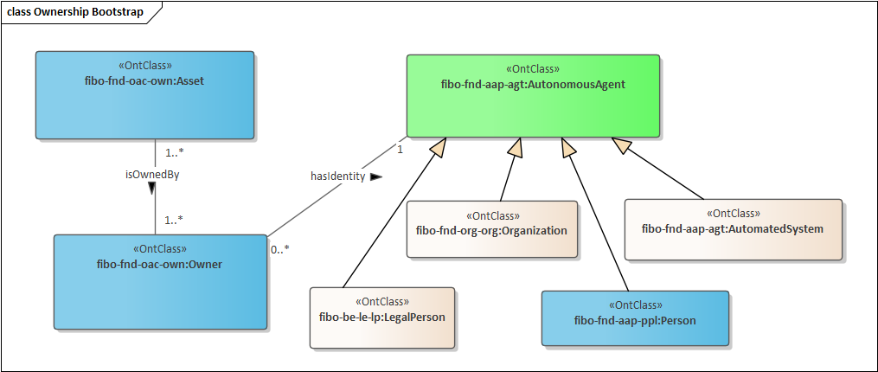 class Ownership Bootstrap
«OntClass»
fibo-fnd-oac-own:Asset
«OntClass»
fibo-fnd-aap-agt:AutonomousAgent
1..*
isOwnedBy
1..*
1
hasIdentity
0..*
«OntClass»
fibo-fnd-oac-own:Owner
«OntClass»
fibo-fnd-org-org:Organization
«OntClass»
fibo-fnd-aap-agt:AutomatedSystem
«OntClass»
fibo-be-le-lp:LegalPerson
«OntClass»
fibo-fnd-aap-ppl:Person